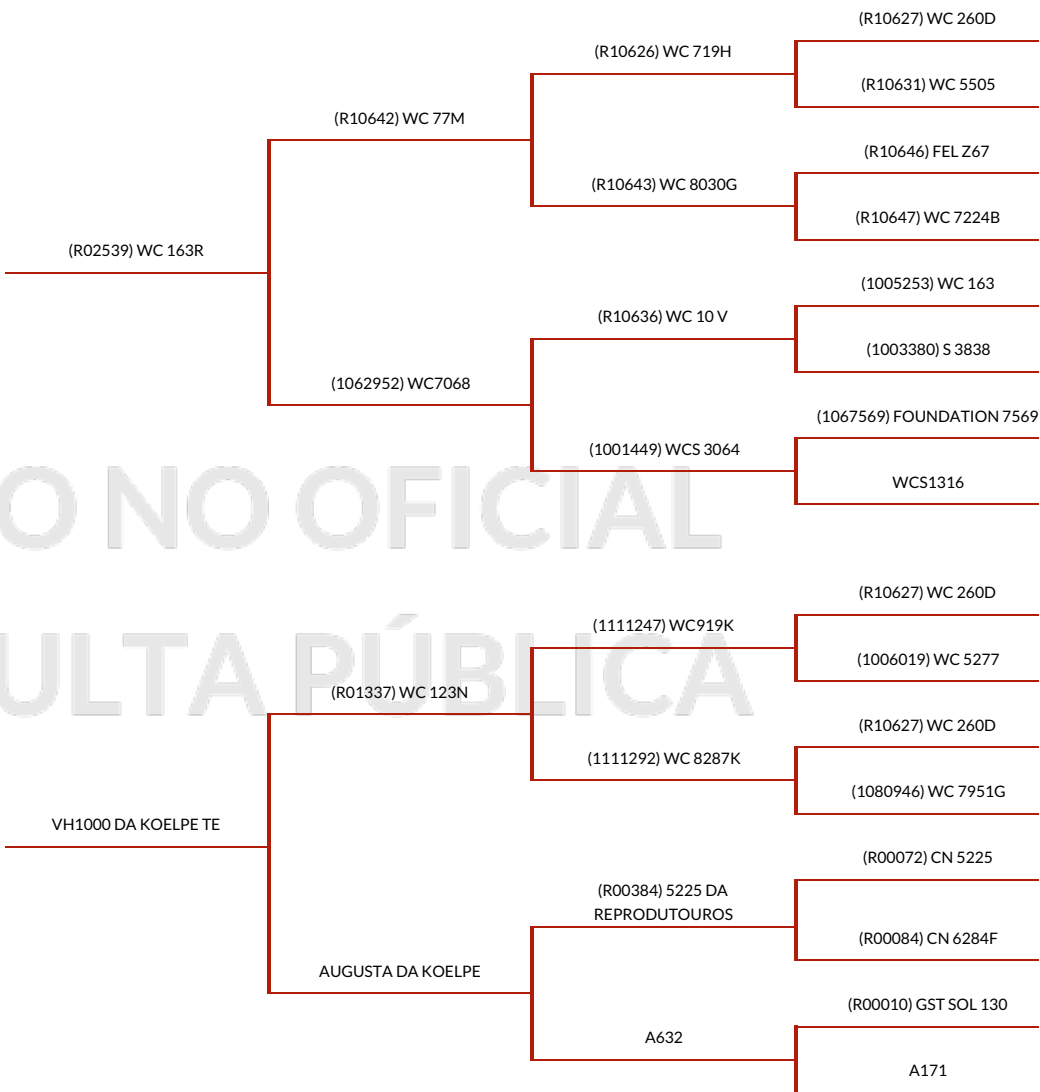 (R10627) WC 260D
(R10626) WC 719H
(R10631) WC 5505
(R10642) WC 77M
(R10646) FEL Z67
(R10643) WC 8030G
(R10647) WC 7224B
(R02539) WC 163R
(1005253) WC 163
(R10636) WC 10 V
(1003380) S 3838
(1062952) WC7068
(1067569) FOUNDATION 7569
(1001449) WCS 3064
WCS1316
O NO OFICIAL
(R10627) WC 260D
(1111247) WC919K
(1006019) WC 5277
ULTA PÚBLICA
(R01337) WC 123N
(R10627) WC 260D
(1111292) WC 8287K
(1080946) WC 7951G
VH1000 DA KOELPE TE
(R00072) CN 5225
(R00384) 5225 DA
REPRODUTOUROS
(R00084) CN 6284F
AUGUSTA DA KOELPE
(R00010) GST SOL 130
A632
A171